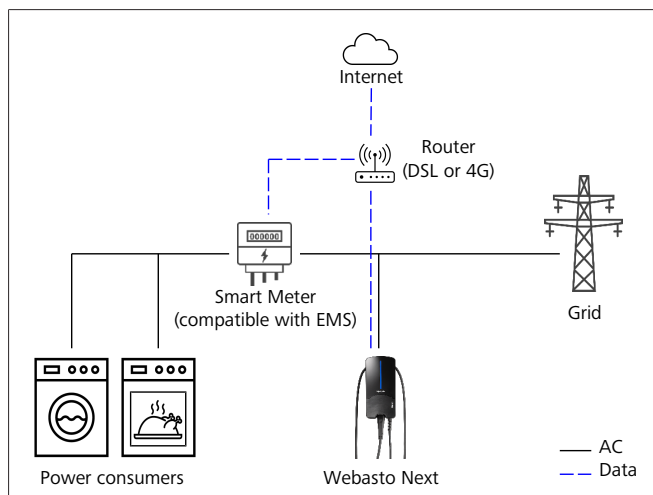 Internet
Router
(DSL or 4G)
Smart Meter
(compatible with EMS)
Grid
Power consumers
Webasto Next
AC
Data